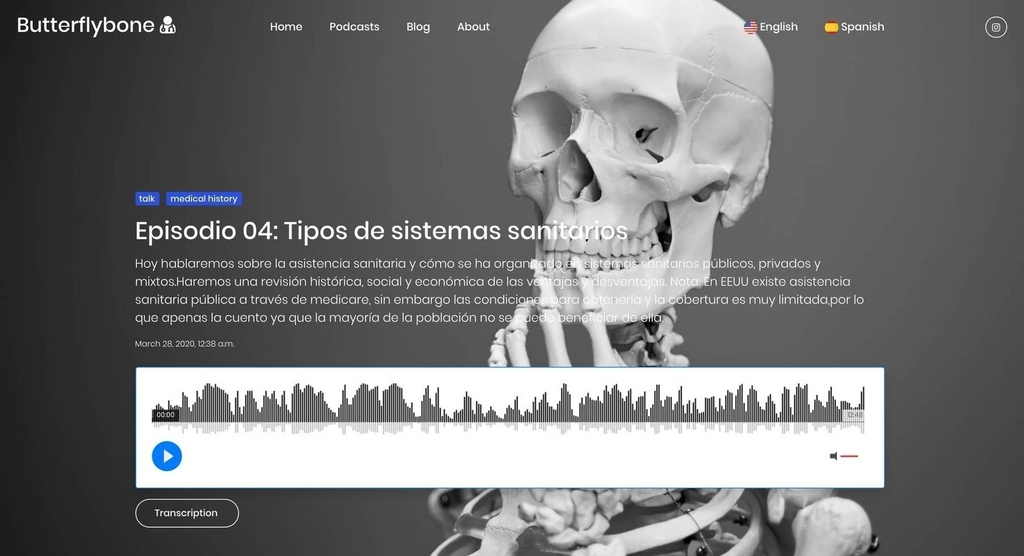 Butterflybone
Home Podcasts Blog About English Spanish
talk medical history
Episodio 04: Tipos de sistemas sanitarios
Hoy hablaremos sobre la asistencia sanitaria y cómo se ha organizado en sistemas sanitarios públicos, privados y
mixtos.Haremos una revisión histórica, social y económica de las ventajas y desventajas. Nota: En EEUU existe asistencia
sanitaria pública a través de medicare, sin embargo las condiciones para obtenerla y la cobertura es muy limitada,por lo
que apenas la cuento ya que la mayoría de la población no se puede beneficiar de ella.
March 28, 2020, 12:38 a.m.
00:00 12:48
Transcription